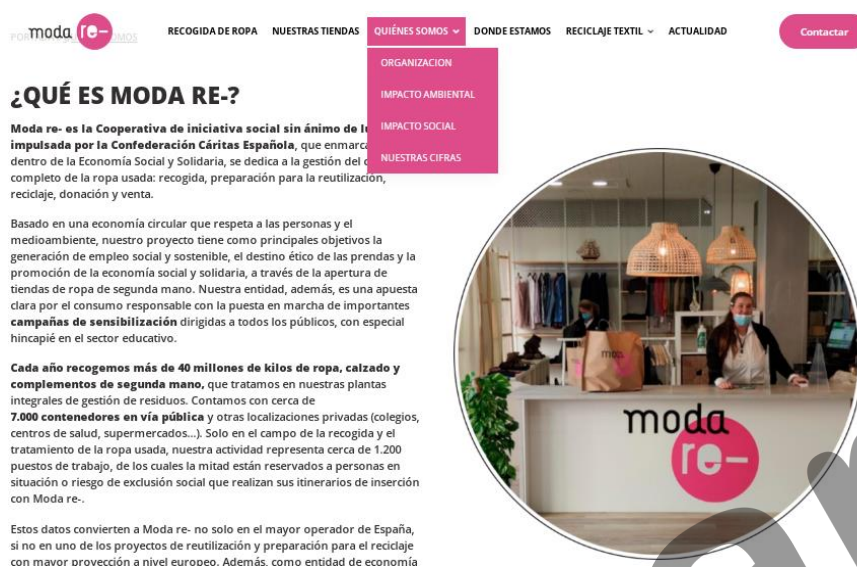 moda re-
RECOGIDA DE ROPA NUESTRAS TIENDAS QUIÉNES SOMOS DONDE ESTAMOS RECICLAJE TEXTIL ACTUALIDAD Contactar
ORGANIZACION
IMPACTO AMBIENTAL
IMPACTO SOCIAL
NUESTRAS CIFRAS
¿QUÉ ES MODA RE-?
Moda re- es la Cooperativa de iniciativa social sin ánimo de
impulsada por la Confederación Cáritas Española, que
dentro de la Economía Social y Solidaria, se dedica a la gestión del
completo de la ropa usada: recogida, preparación para la reutilización,
reciclaje, donación y venta.
Basado en una economía circular que respeta a las personas y el
medioambiente, nuestro proyecto tiene como principales objetivos la
generación de empleo social y sostenible, el destino ético de las prendas y la
promoción de la economía social y solidaria, a través de la apertura de
tiendas de ropa de segunda mano. Nuestra entidad, además, es una apuesta
clara por el consumo responsable con la puesta en marcha de importantes
campañas de sensibilización dirigidas a todos los públicos, con especial
hincapié en el sector educativo.
Cada año recogemos más de 40 millones de kilos de ropa, calzado y
complementos de segunda mano, que tratamos en nuestras plantas
integrales de gestión de residuos. Contamos con cerca de
7.000 contenedores en vía pública y otras localizaciones privadas (colegios,
centros de salud, supermercados...). Solo en el campo de la recogida y el
tratamiento de la ropa usada, nuestra actividad representa cerca de 1.200
puestos de trabajo, de los cuales la mitad están reservados a personas en
situación o riesgo de exclusión social que realizan sus itinerarios de inserción
con Moda re-.
Estos datos convierten a Moda re- no solo en el mayor operador de España,
si no en uno de los proyectos de reutilización y preparación para el reciclaje
con mayor proyección a nivel europeo. Además, como entidad de economía
moda
moda
re-